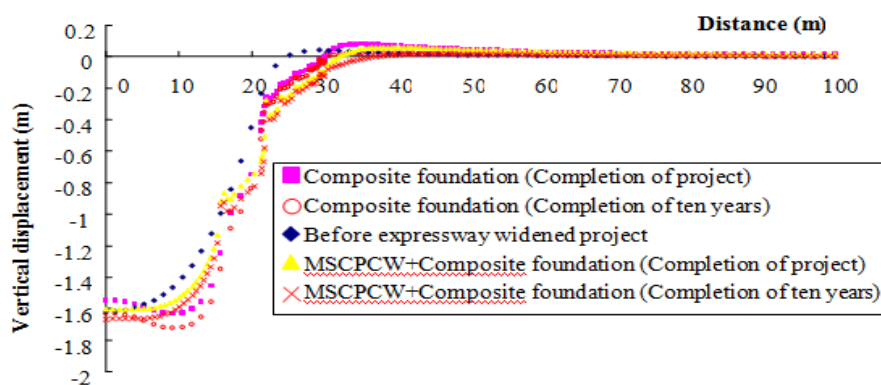 Distance (m)
0.2
0
-0.2
-0.4
-0.6
-0.8
-1
-1.2
-1.4
-1.6
-1.8
-2
0 10 20 30 40 50 60 70 80 90 100
Vertical displacement (m)
Composite foundation (Completion of project)
Composite foundation (Completion of ten years)
Before expressway widened project
MSCPCW+Composite foundation (Completion of project)
MSCPCW+Composite foundation (Completion of ten years)